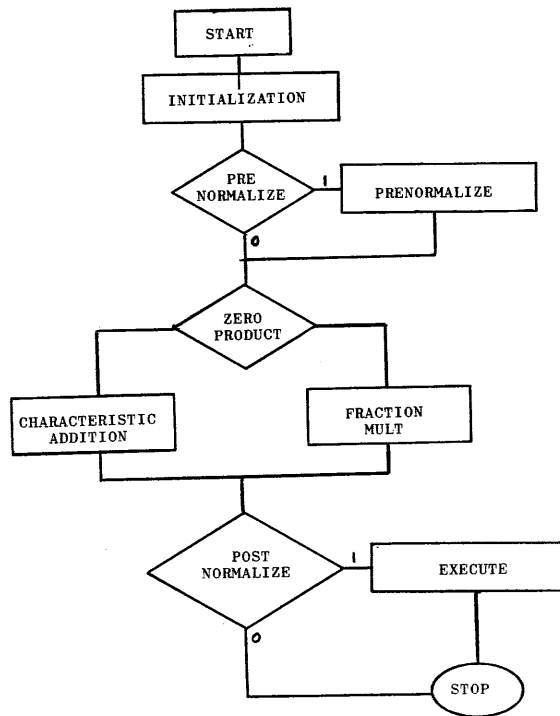 START
INITIALIZATION
PRE
NORMALIZE
1
PRENORMALIZE
0
ZERO
PRODUCT
CHARACTERISTIC
ADDITION
FRACTION
MULT
POST
NORMALIZE
1
EXECUTE
0
STOP